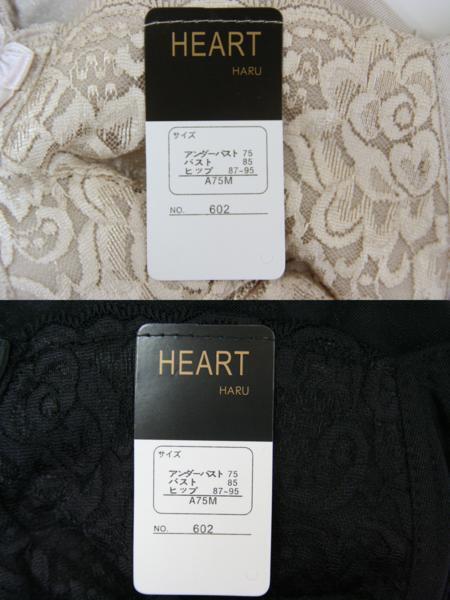 HEART
HARU
サイズ
アンダーバスト 75
バスト 85
ヒップ 87-95
A75M
NO. 602
HEART
HARU
サイズ
アンダーバスト 75
バスト 85
ヒップ 87-95
A75M
NO. 602